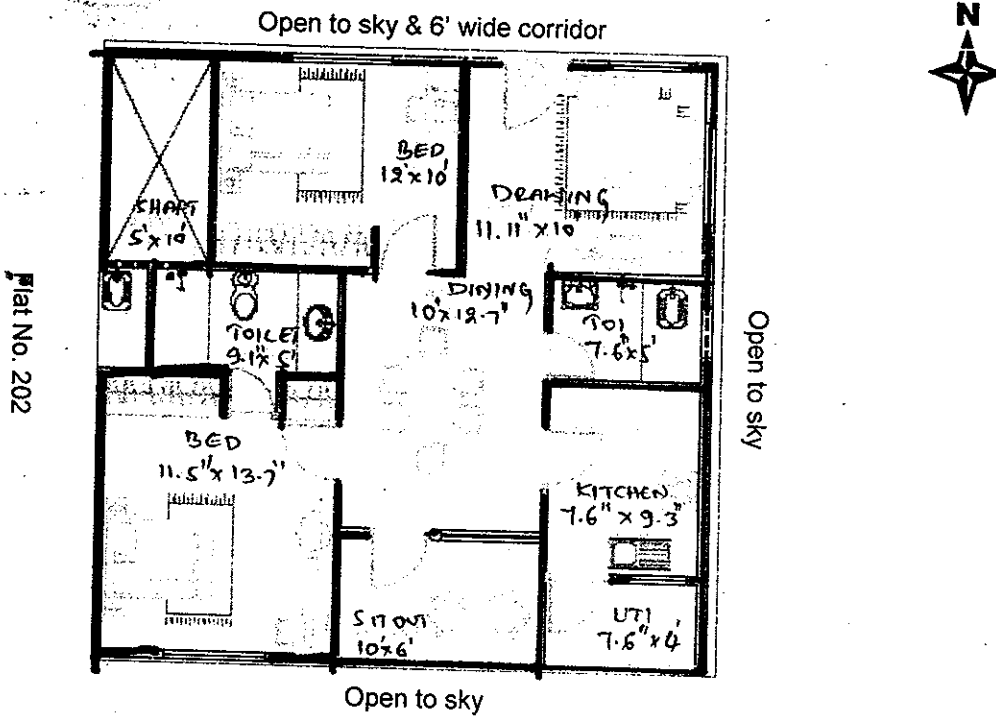 Open to sky & 6' wide corridor
N
BED
12'x10'
DRAWING
11.11"x10'
SHAFT
5'x10'
DINING
10'x12.7"
TOILET
9.1"x5'
TOI
7.6"x5'
Flat No. 202
Open to sky
BED
11.5"x13.7"
KITCHEN
7.6"x9.3"
SITOUT
10'x6'
UTI
7.6"x4'
Open to sky